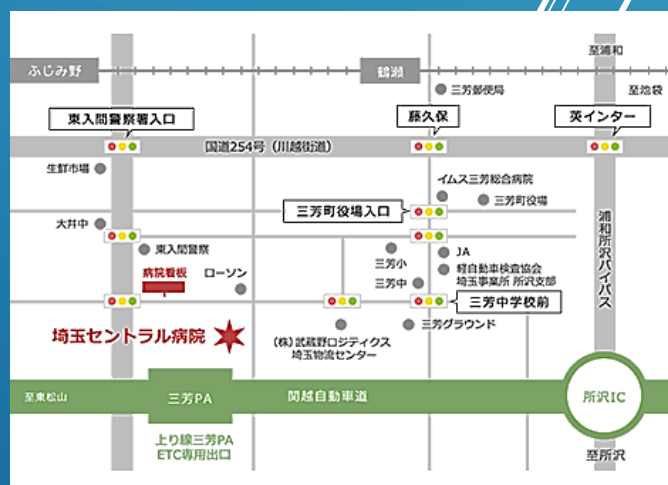 至浦和
ふじみ野
鶴瀬
三芳郵便局
至池袋
東入間警察署入口
藤久保
英インター
国道254号（川越街道）
生鮮市場
イムス三芳総合病院
三芳町役場
三芳町役場入口
大井中
浦和所沢バイパス
東入間警察
三芳小
JA
病院看板
ローソン
三芳中
軽自動車検査協会
埼玉事業所 所沢支部
三芳中学校前
埼玉セントラル病院
(株)武蔵野ロジティクス
埼玉物流センター
三芳グラウンド
至東松山
三芳PA
関越自動車道
所沢IC
上り線三芳PA
ETC専用出口
至所沢